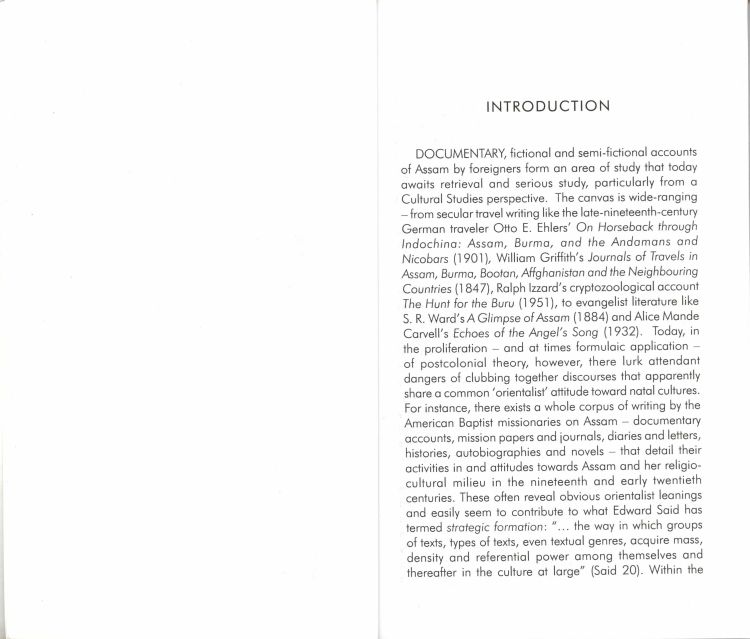 INTRODUCTION
DOCUMENTARY, fictional and semi-fictional accounts
of Assam by foreigners form an area of study that today
awaits retrieval and serious study, particularly from a
Cultural Studies perspective. The canvas is wide-ranging
– from secular travel writing like the late-nineteenth-century
German traveler Otto E. Ehlers’ On Horseback through
Indochina: Assam, Burma, and the Andamans and
Nicobars (1901), William Griffith’s Journals of Travels in
Assam, Burma, Bootan, Affghanistan and the Neighbouring
Countries (1847), Ralph Izzard’s cryptozoological account
The Hunt for the Buru (1951), to evangelist literature like
S. R. Ward’s A Glimpse of Assam (1884) and Alice Mande
Carvell’s Echoes of the Angel’s Song (1932). Today, in
the proliferation – and at times formulaic application –
of postcolonial theory, however, there lurk attendant
dangers of clubbing together discourses that apparently
share a common ‘orientalist’ attitude toward natal cultures.
For instance, there exists a whole corpus of writing by the
American Baptist missionaries on Assam – documentary
accounts, mission papers and journals, diaries and letters,
histories, autobiographies and novels – that detail their
activities in and attitudes towards Assam and her religio-
cultural milieu in the nineteenth and early twentieth
centuries. These often reveal obvious orientalist leanings
and easily seem to contribute to what Edward Said has
termed strategic formation: “... the way in which groups
of texts, types of texts, even textual genres, acquire mass,
density and referential power among themselves and
thereafter in the culture at large” (Said 20). Within the